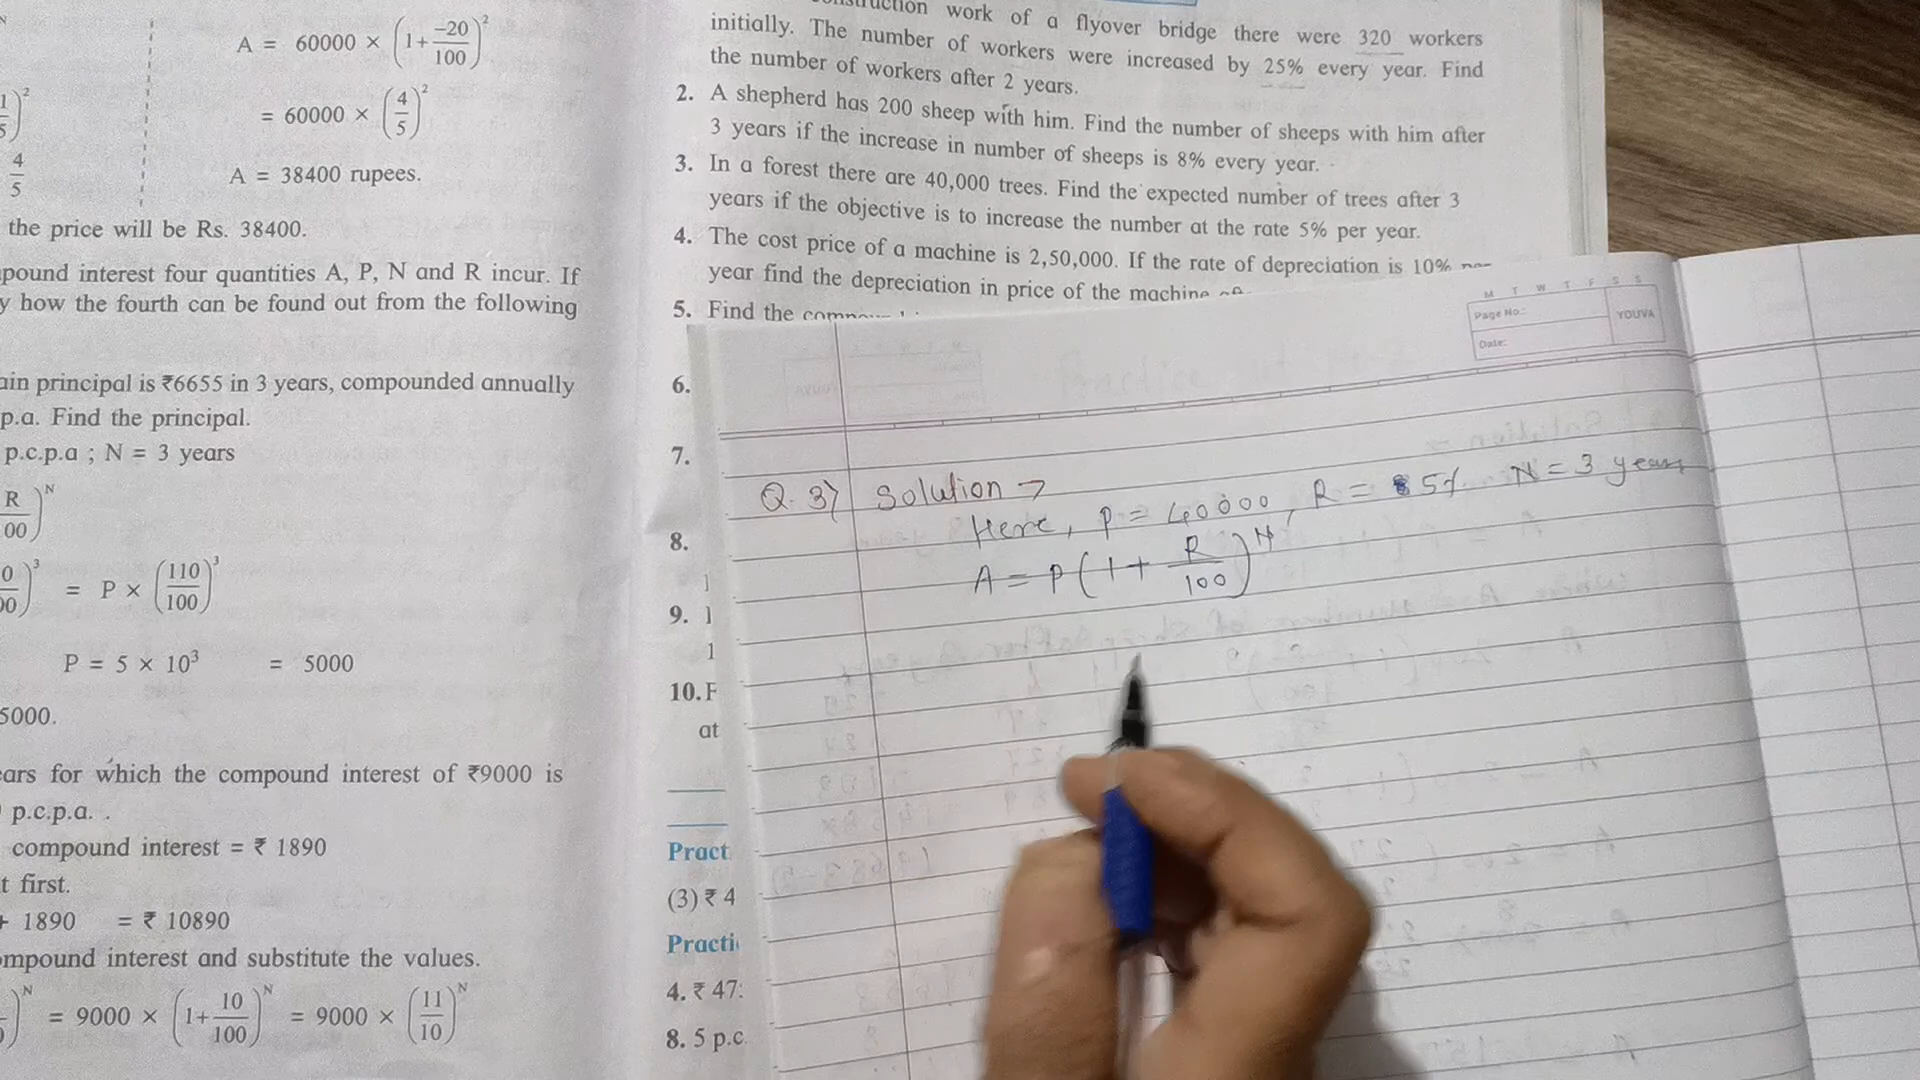 A = 60000 × (1+ -20/100)²
= 60000 × (4/5)²
4/5
A = 38400 rupees.
the price will be Rs. 38400.
pound interest four quantities A, P, N and R incur. If
y how the fourth can be found out from the following
ain principal is ₹6655 in 3 years, compounded annually
p.a. Find the principal.
p.c.p.a ; N = 3 years
R
00 )ᴺ
)³ = P × (110/100)³
P = 5 × 10³ = 5000
5000.
ars for which the compound interest of ₹9000 is
p.c.p.a. .
compound interest = ₹ 1890
t first.
+ 1890 = ₹ 10890
mpound interest and substitute the values.
)ᴺ = 9000 × (1+ 10/100)ᴺ = 9000 × (11/10)ᴺ
nstruction work of a flyover bridge there were 320 workers
initially. The number of workers were increased by 25% every year. Find
the number of workers after 2 years.
2. A shepherd has 200 sheep with him. Find the number of sheeps with him after
3 years if the increase in number of sheeps is 8% every year.
3. In a forest there are 40,000 trees. Find the expected number of trees after 3
years if the objective is to increase the number at the rate 5% per year.
4. The cost price of a machine is 2,50,000. If the rate of depreciation is 10%
year find the depreciation in price of the machine
5. Find the
6.
7.
8.
9. 1
1
10. F
at
Pract
(3) ₹ 4
Practi
4. ₹ 47:
8. 5 p.c.
M T W T F S S
Page No.:
YOUVA
Date:
Q. 3) Solution →
Here, P = 40000, R = 5% N = 3 years
A = P(1 + R/100)ᴺ